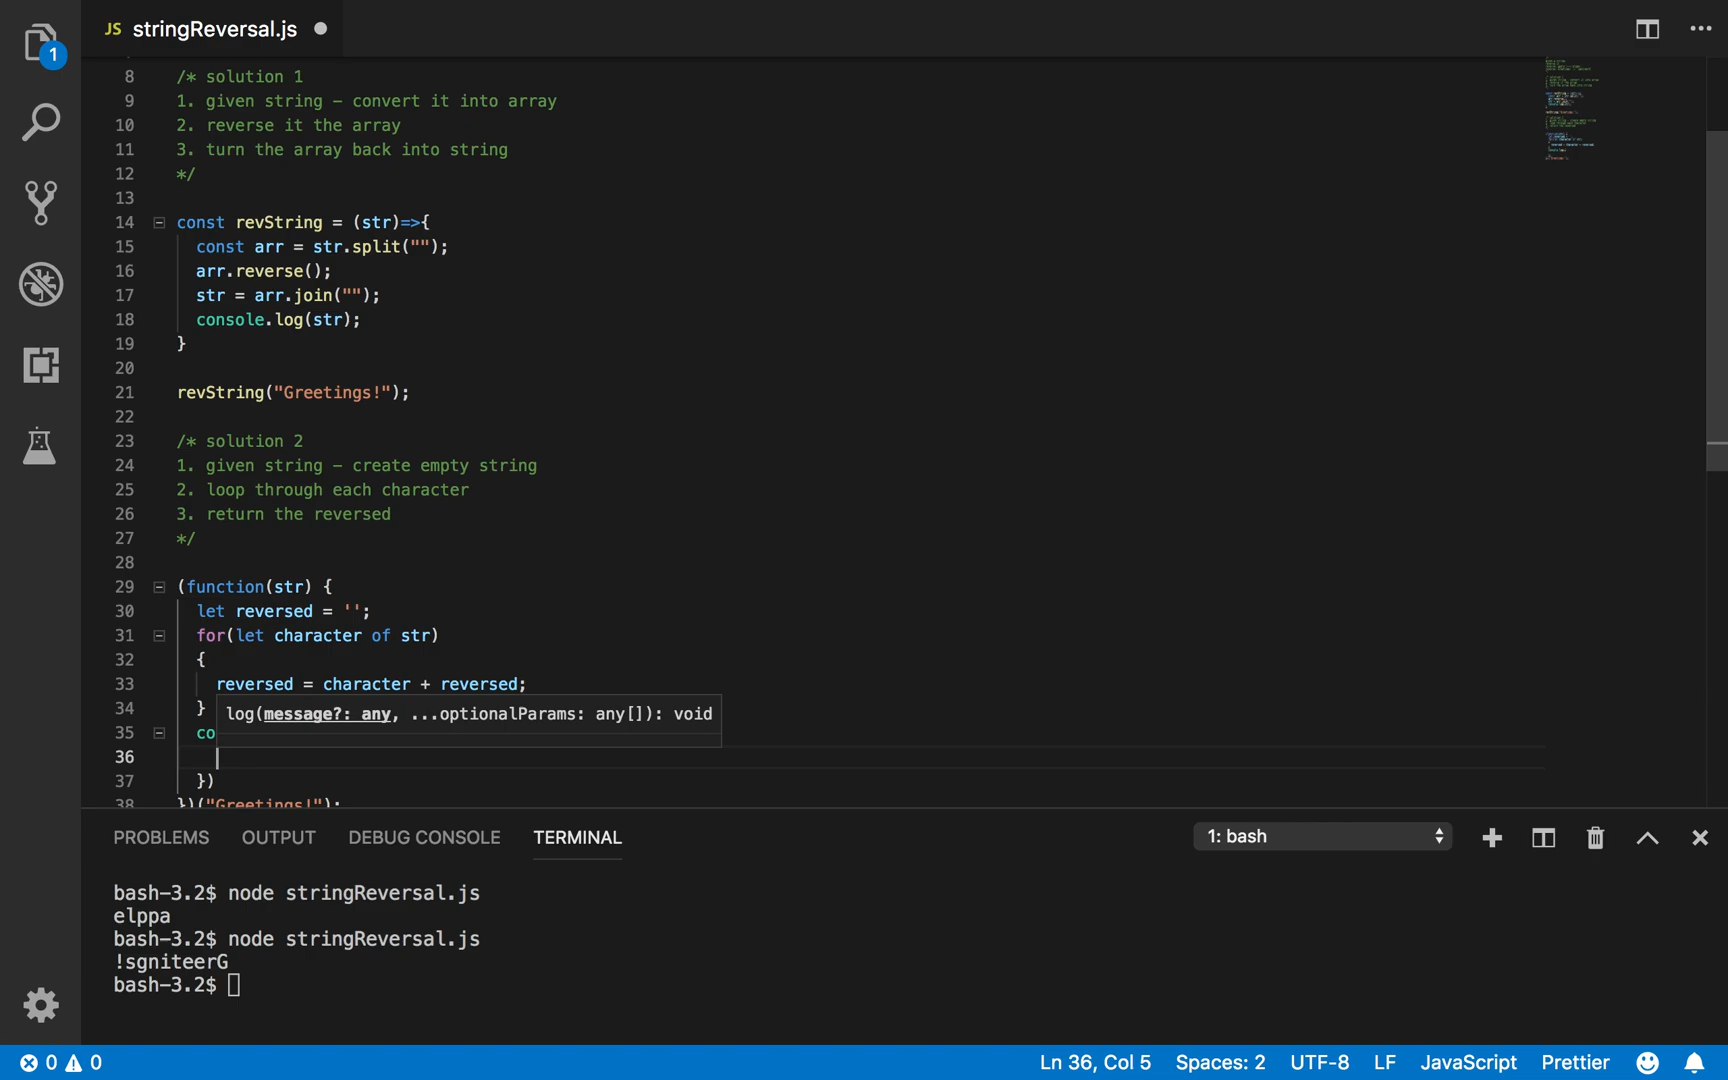 1
JS stringReversal.js
8 /* solution 1
9 1. given string – convert it into array
10 2. reverse it the array
11 3. turn the array back into string
12 */
13
14 const revString = (str)=>{
15 const arr = str.split("");
16 arr.reverse();
17 str = arr.join("");
18 console.log(str);
19 }
20
21 revString("Greetings!");
22
23 /* solution 2
24 1. given string – create empty string
25 2. loop through each character
26 3. return the reversed
27 */
28
29 (function(str) {
30 let reversed = '';
31 for(let character of str)
32 {
33 reversed = character + reversed;
34 }
log(message?: any, ...optionalParams: any[]): void
35 co
36
37 })
38 })("Greetings!");
PROBLEMS OUTPUT DEBUG CONSOLE TERMINAL 1: bash
bash-3.2$ node stringReversal.js
elppa
bash-3.2$ node stringReversal.js
!sgniteerG
bash-3.2$
0 0 Ln 36, Col 5 Spaces: 2 UTF-8 LF JavaScript Prettier